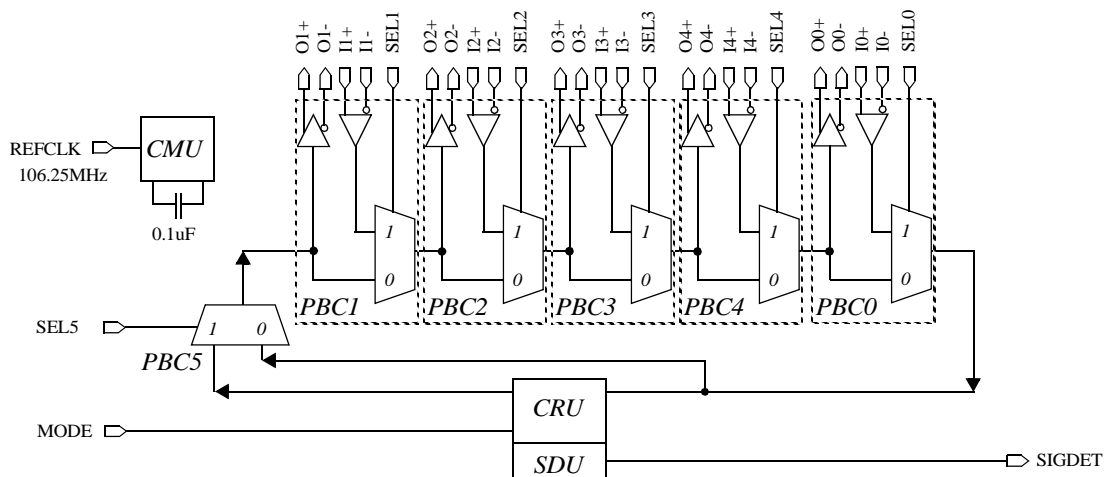 O1+ O1- I1+ I1- SEL1 O2+ O2- I2+ I2- SEL2 O3+ O3- I3+ I3- SEL3 O4+ O4- I4+ I4- SEL4 O0+ O0- I0+ I0- SEL0
REFCLK
106.25MHz
CMU
0.1uF
1 1 1 1 1
0 0 0 0 0
PBC1 PBC2 PBC3 PBC4 PBC0
SEL5
1 0
PBC5
CRU
MODE
SDU
SIGDET